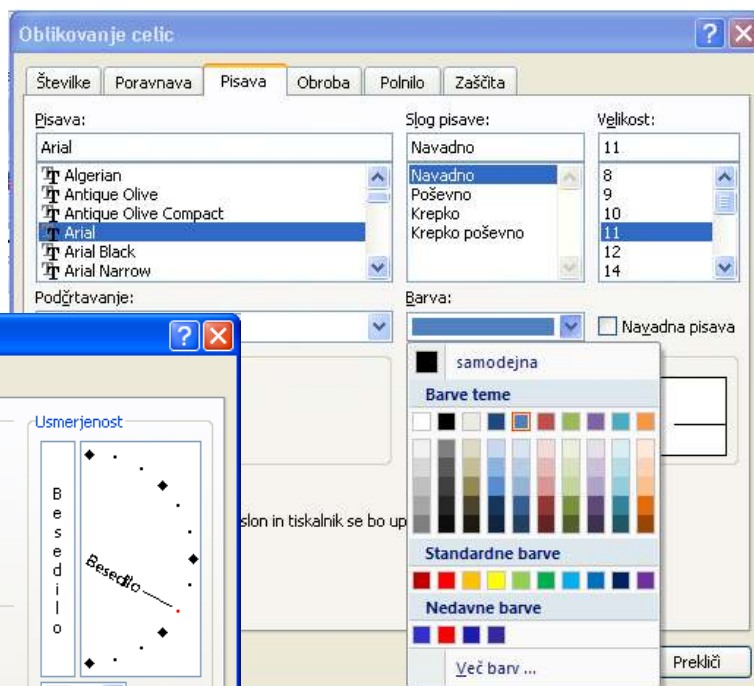 Oblikovanje celic
Številke Poravnava Pisava Obroba Polnilo Zaščita
Pisava: Slog pisave: Velikost:
Arial Navadno 11
Algerian Navadno 8
Antique Olive Poševno 9
Antique Olive Compact Krepko 10
Arial Krepko poševno 11
Arial Black 12
Arial Narrow 14
Podčrtavanje: Barva:
Navadna pisava
samodejna
Barve teme
Usmerjenost
Besedilo
Besedilo
slon in tiskalnik se bo up
Standardne barve
Nedavne barve
Več barv ...
Prekliči